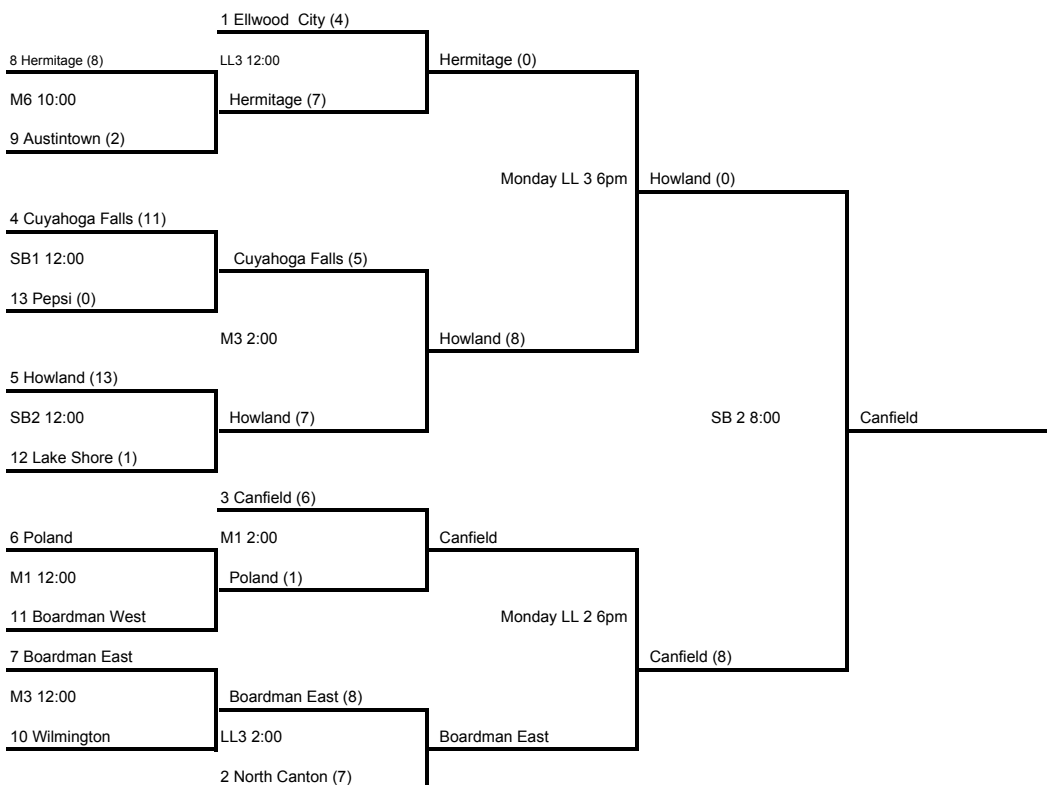 1 Ellwood  City (4)
8 Hermitage (8)
LL3 12:00
Hermitage (0)
M6 10:00
Hermitage (7)
9 Austintown (2)
Monday LL 3 6pm
Howland (0)
4 Cuyahoga Falls (11)
SB1 12:00
Cuyahoga Falls (5)
13 Pepsi (0)
M3 2:00
Howland (8)
5 Howland (13)
SB2 12:00
Howland (7)
SB 2 8:00
Canfield
12 Lake Shore (1)
3 Canfield (6)
6 Poland
M1 2:00
Canfield
M1 12:00
Poland (1)
11 Boardman West
Monday LL 2 6pm
7 Boardman East
Canfield (8)
M3 12:00
Boardman East (8)
10 Wilmington
LL3 2:00
Boardman East
2 North Canton (7)